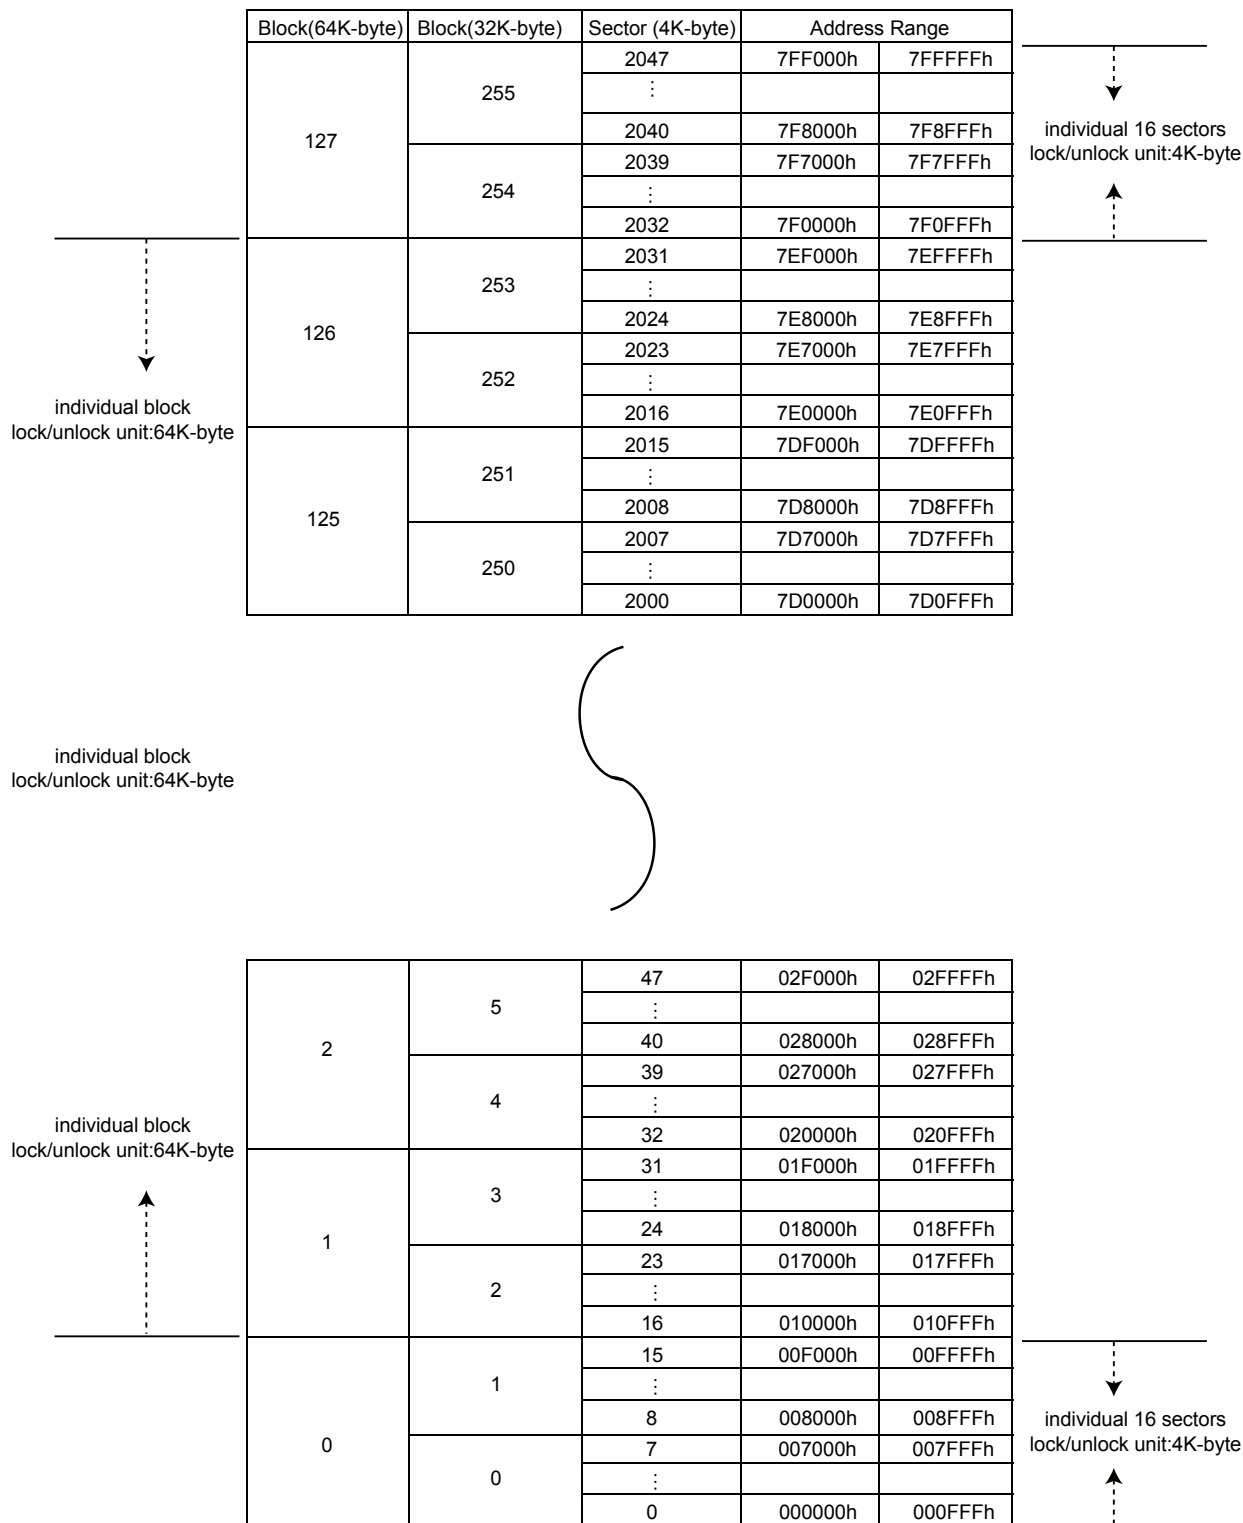 Block(64K-byte) Block(32K-byte) Sector (4K-byte) Address Range
2047 7FF000h 7FFFFFh
255 ⋮
2040 7F8000h 7F8FFFh
127
2039 7F7000h 7F7FFFh
254 ⋮
2032 7F0000h 7F0FFFh
individual 16 sectors
lock/unlock unit:4K-byte
2031 7EF000h 7EFFFFh
253 ⋮
2024 7E8000h 7E8FFFh
126
2023 7E7000h 7E7FFFh
252 ⋮
2016 7E0000h 7E0FFFh
individual block
lock/unlock unit:64K-byte
2015 7DF000h 7DFFFFh
251 ⋮
2008 7D8000h 7D8FFFh
125
2007 7D7000h 7D7FFFh
250 ⋮
2000 7D0000h 7D0FFFh
individual block
lock/unlock unit:64K-byte
47 02F000h 02FFFFh
5 ⋮
40 028000h 028FFFh
2
39 027000h 027FFFh
4 ⋮
32 020000h 020FFFh
individual block
lock/unlock unit:64K-byte
31 01F000h 01FFFFh
3 ⋮
24 018000h 018FFFh
1
23 017000h 017FFFh
2 ⋮
16 010000h 010FFFh
15 00F000h 00FFFFh
1 ⋮
8 008000h 008FFFh
0
7 007000h 007FFFh
0 ⋮
0 000000h 000FFFh
individual 16 sectors
lock/unlock unit:4K-byte